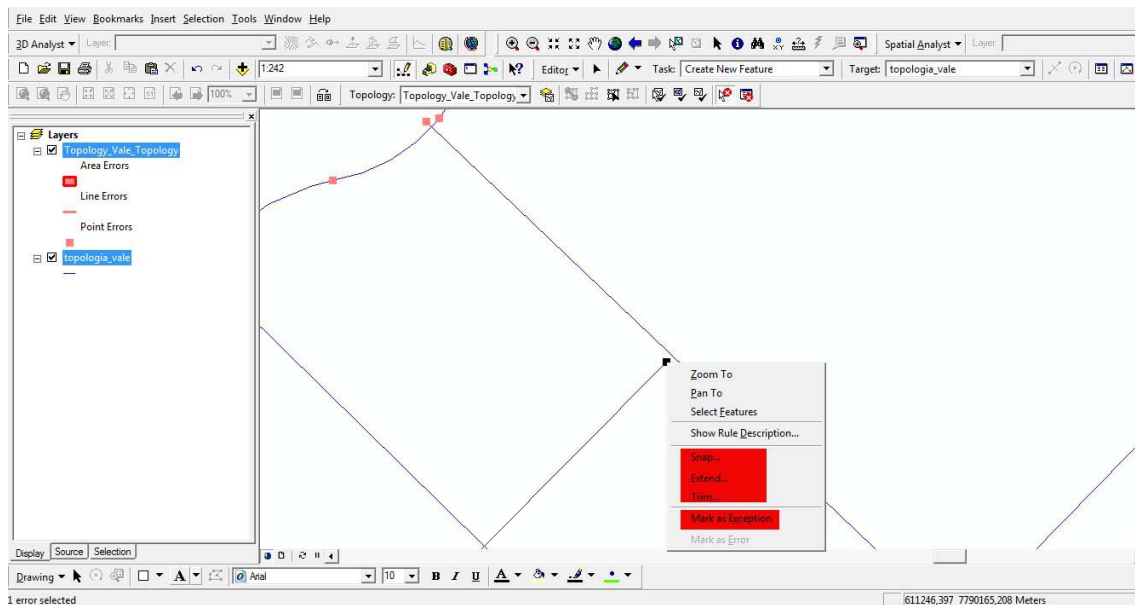 File Edit View Bookmarks Insert Selection Tools Window Help
3D Analyst Layer: Spatial Analyst Layer:
1:242 Editor Task: Create New Feature Target: topologia_vale
100% Topology: Topology_Vale_Topology
Layers
Topology_Vale_Topology
Area Errors
Line Errors
Point Errors
topologia_vale
Zoom To
Pan To
Select Features
Show Rule Description...
Snap...
Extend...
Trim...
Mark as Exception
Mark as Error
Display Source Selection
Drawing A Arial 10 B I U A
1 error selected 611246,397 7790165,208 Meters